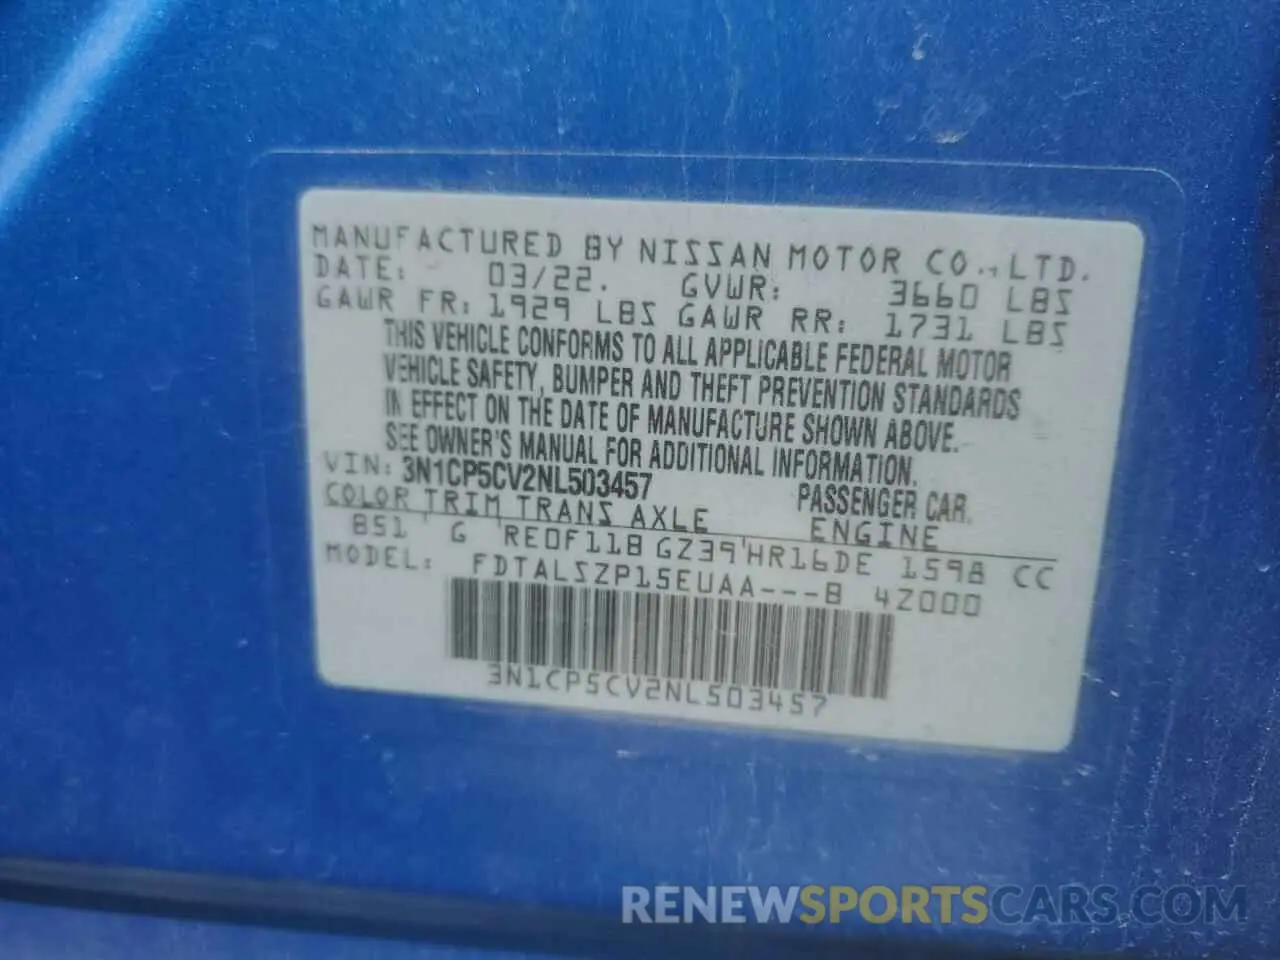 MANUFACTURED BY NISSAN MOTOR CO., LTD.
DATE: 03/22. GVWR: 3660 LBS
GAWR FR: 1929 LBS GAWR RR: 1731 LBS
THIS VEHICLE CONFORMS TO ALL APPLICABLE FEDERAL MOTOR
VEHICLE SAFETY, BUMPER AND THEFT PREVENTION STANDARDS
IN EFFECT ON THE DATE OF MANUFACTURE SHOWN ABOVE.
SEE OWNER'S MANUAL FOR ADDITIONAL INFORMATION.
VIN: 3N1CP5CV2NL503457 PASSENGER CAR.
COLOR TRIM TRANS AXLE ENGINE
B51 G RE0F11B GZ39 HR16DE 1598 CC
MODEL: FDTALSZP15EUAA---B 42000
3N1CP5CV2NL503457
RENEWSPORTSCARS.COM